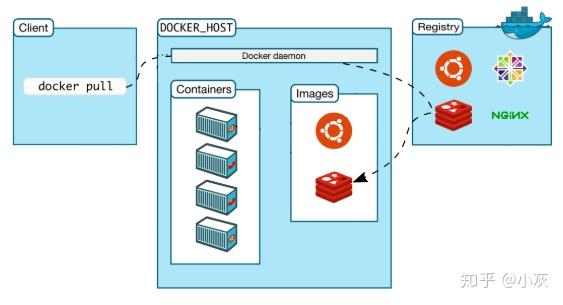 Client
DOCKER_HOST
Registry
Docker daemon
docker pull
Containers
Images
NGINX
知乎 @小灰